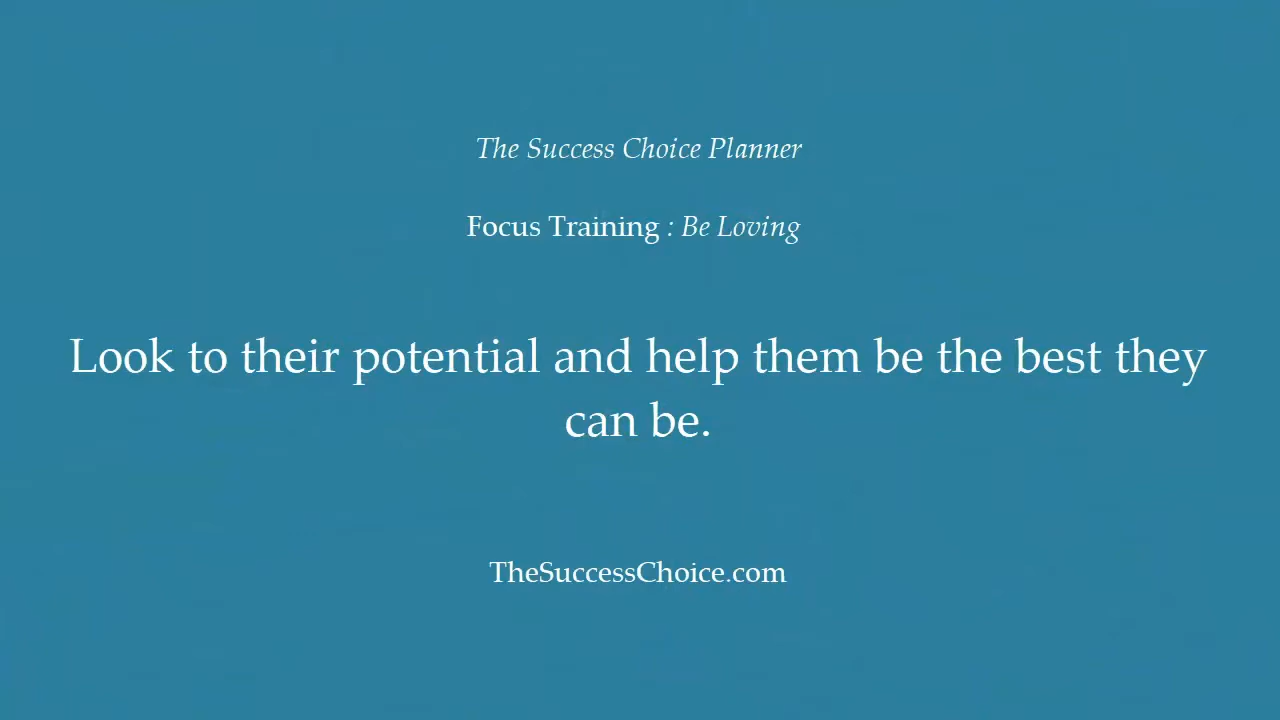 The Success Choice Planner
Focus Training : Be Loving
Look to their potential and help them be the best they
can be.
TheSuccessChoice.com